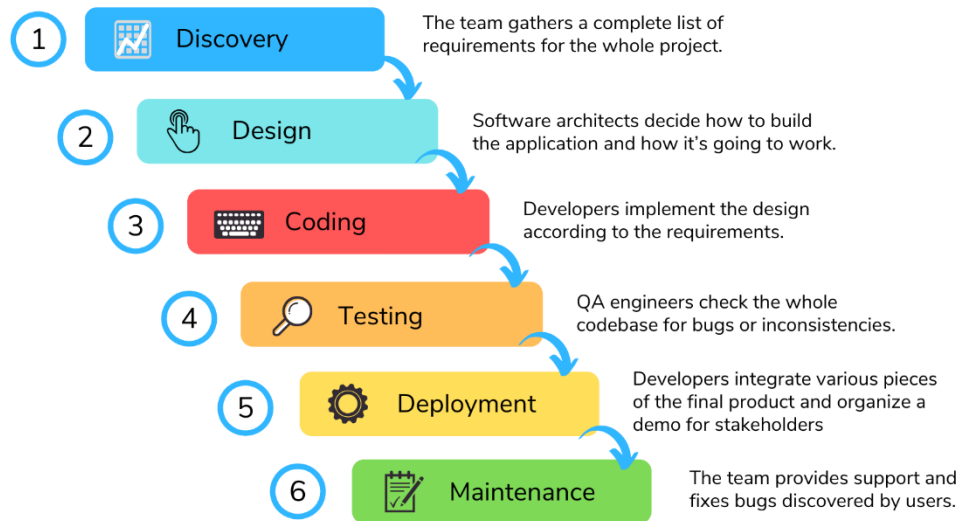 1
Discovery
The team gathers a complete list of
requirements for the whole project.
2
Design
Software architects decide how to build
the application and how it’s going to work.
3
Coding
Developers implement the design
according to the requirements.
4
Testing
QA engineers check the whole
codebase for bugs or inconsistencies.
5
Deployment
Developers integrate various pieces
of the final product and organize a
demo for stakeholders
6
Maintenance
The team provides support and
fixes bugs discovered by users.